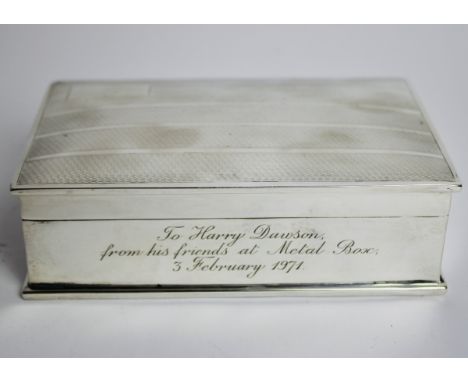 To Harry Dawson,
from his friends at Metal Box,
3 February 1971.